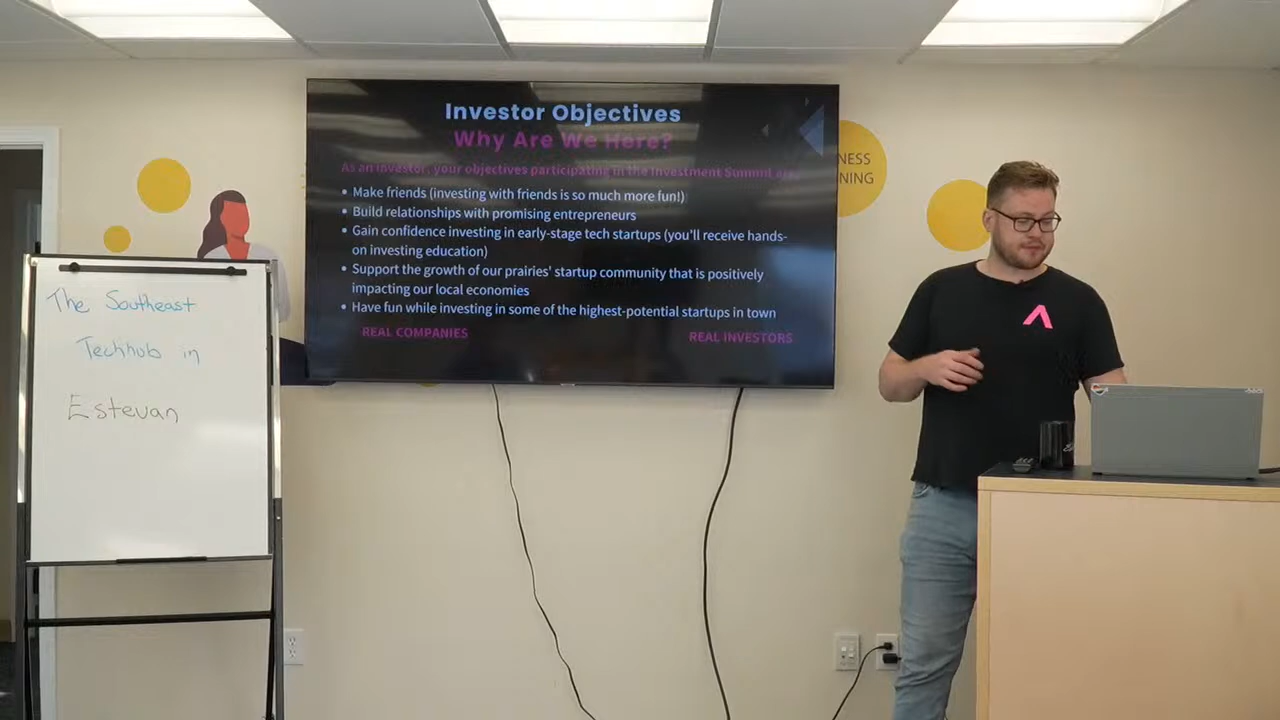 Investor Objectives
Why Are We Here?
As an investor, your objectives participating in the Investment Summit are:
• Make friends (investing with friends is so much more fun!)
• Build relationships with promising entrepreneurs
• Gain confidence investing in early-stage tech startups (you'll receive hands-
on investing education)
• Support the growth of our prairies' startup community that is positively
impacting our local economies
• Have fun while investing in some of the highest-potential startups in town
REAL COMPANIES
REAL INVESTORS
The Southeast
Techhub in
Estevan